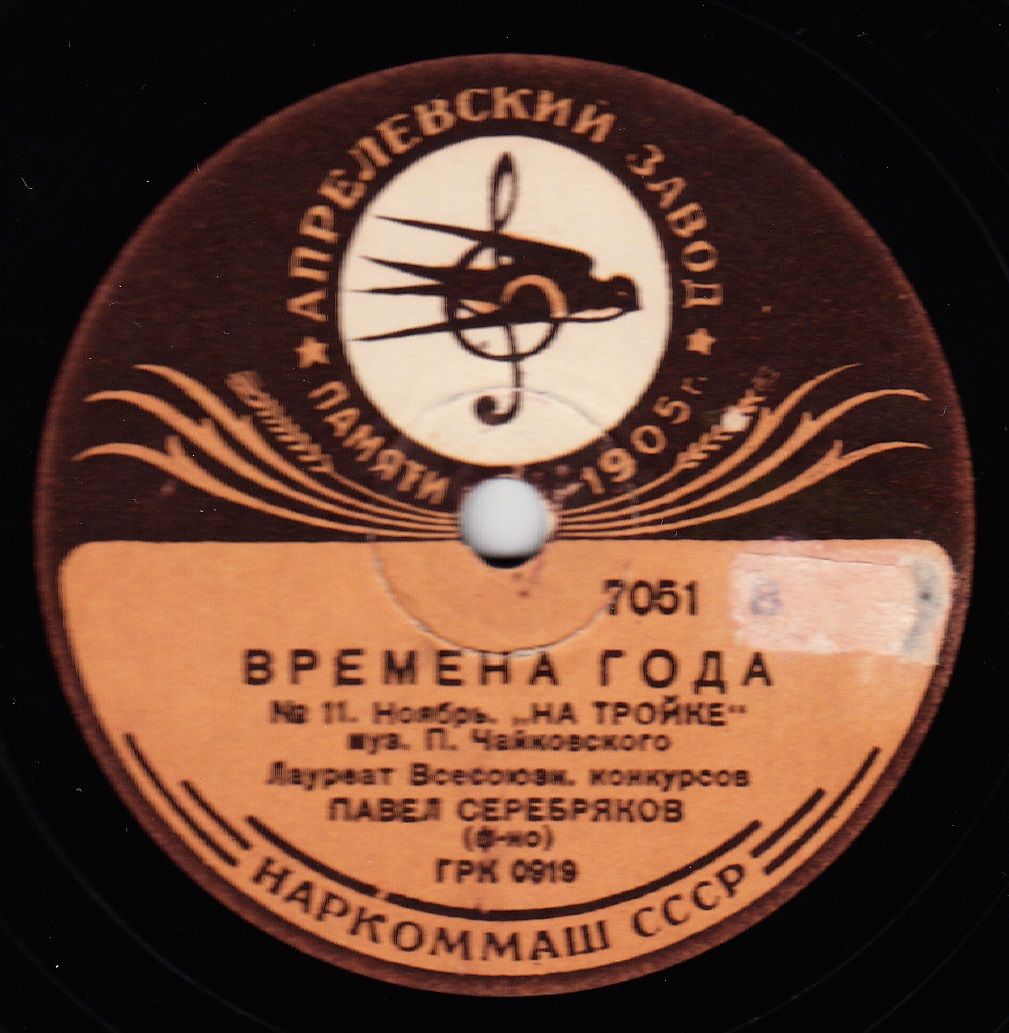 АПРЕЛЕВСКИЙ ЗАВОД
ПАМЯТИ 1905 г.
7051
ВРЕМЕНА ГОДА
№ 11. Ноябрь. „НА ТРОЙКЕ“
муз. П. Чайковского
Лауреат Всесоюзн. конкурсов
ПАВЕЛ СЕРЕБРЯКОВ
(ф-но)
ГРК 0919
НАРКОММАШ СССР